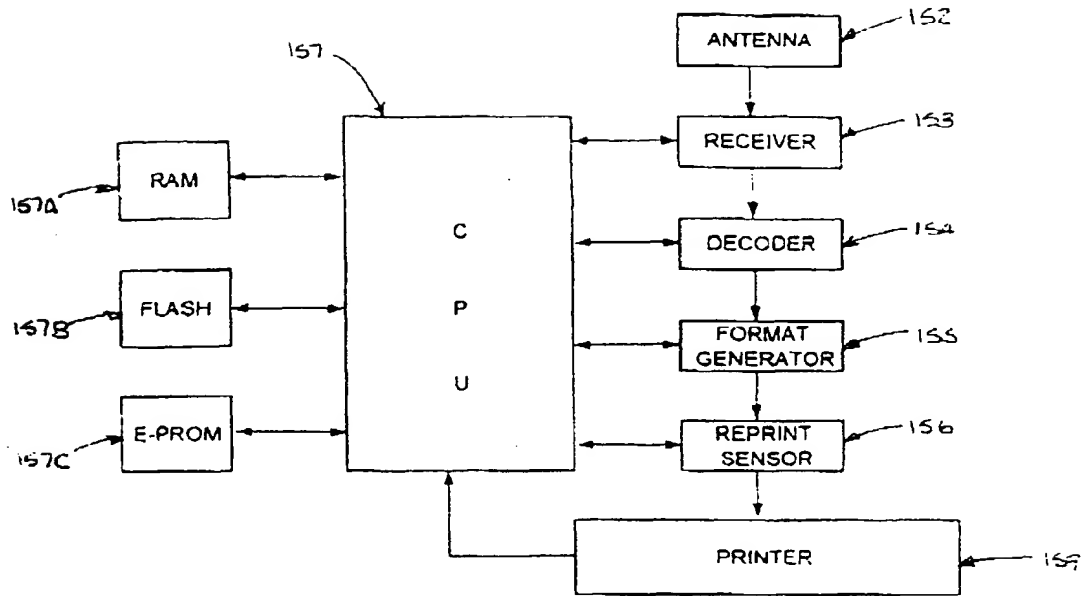 ANTENNA
152
157
RECEIVER
153
RAM
157A
C
P
U
DECODER
154
FLASH
157B
FORMAT
GENERATOR
155
E-PROM
157C
REPRINT
SENSOR
156
PRINTER
159